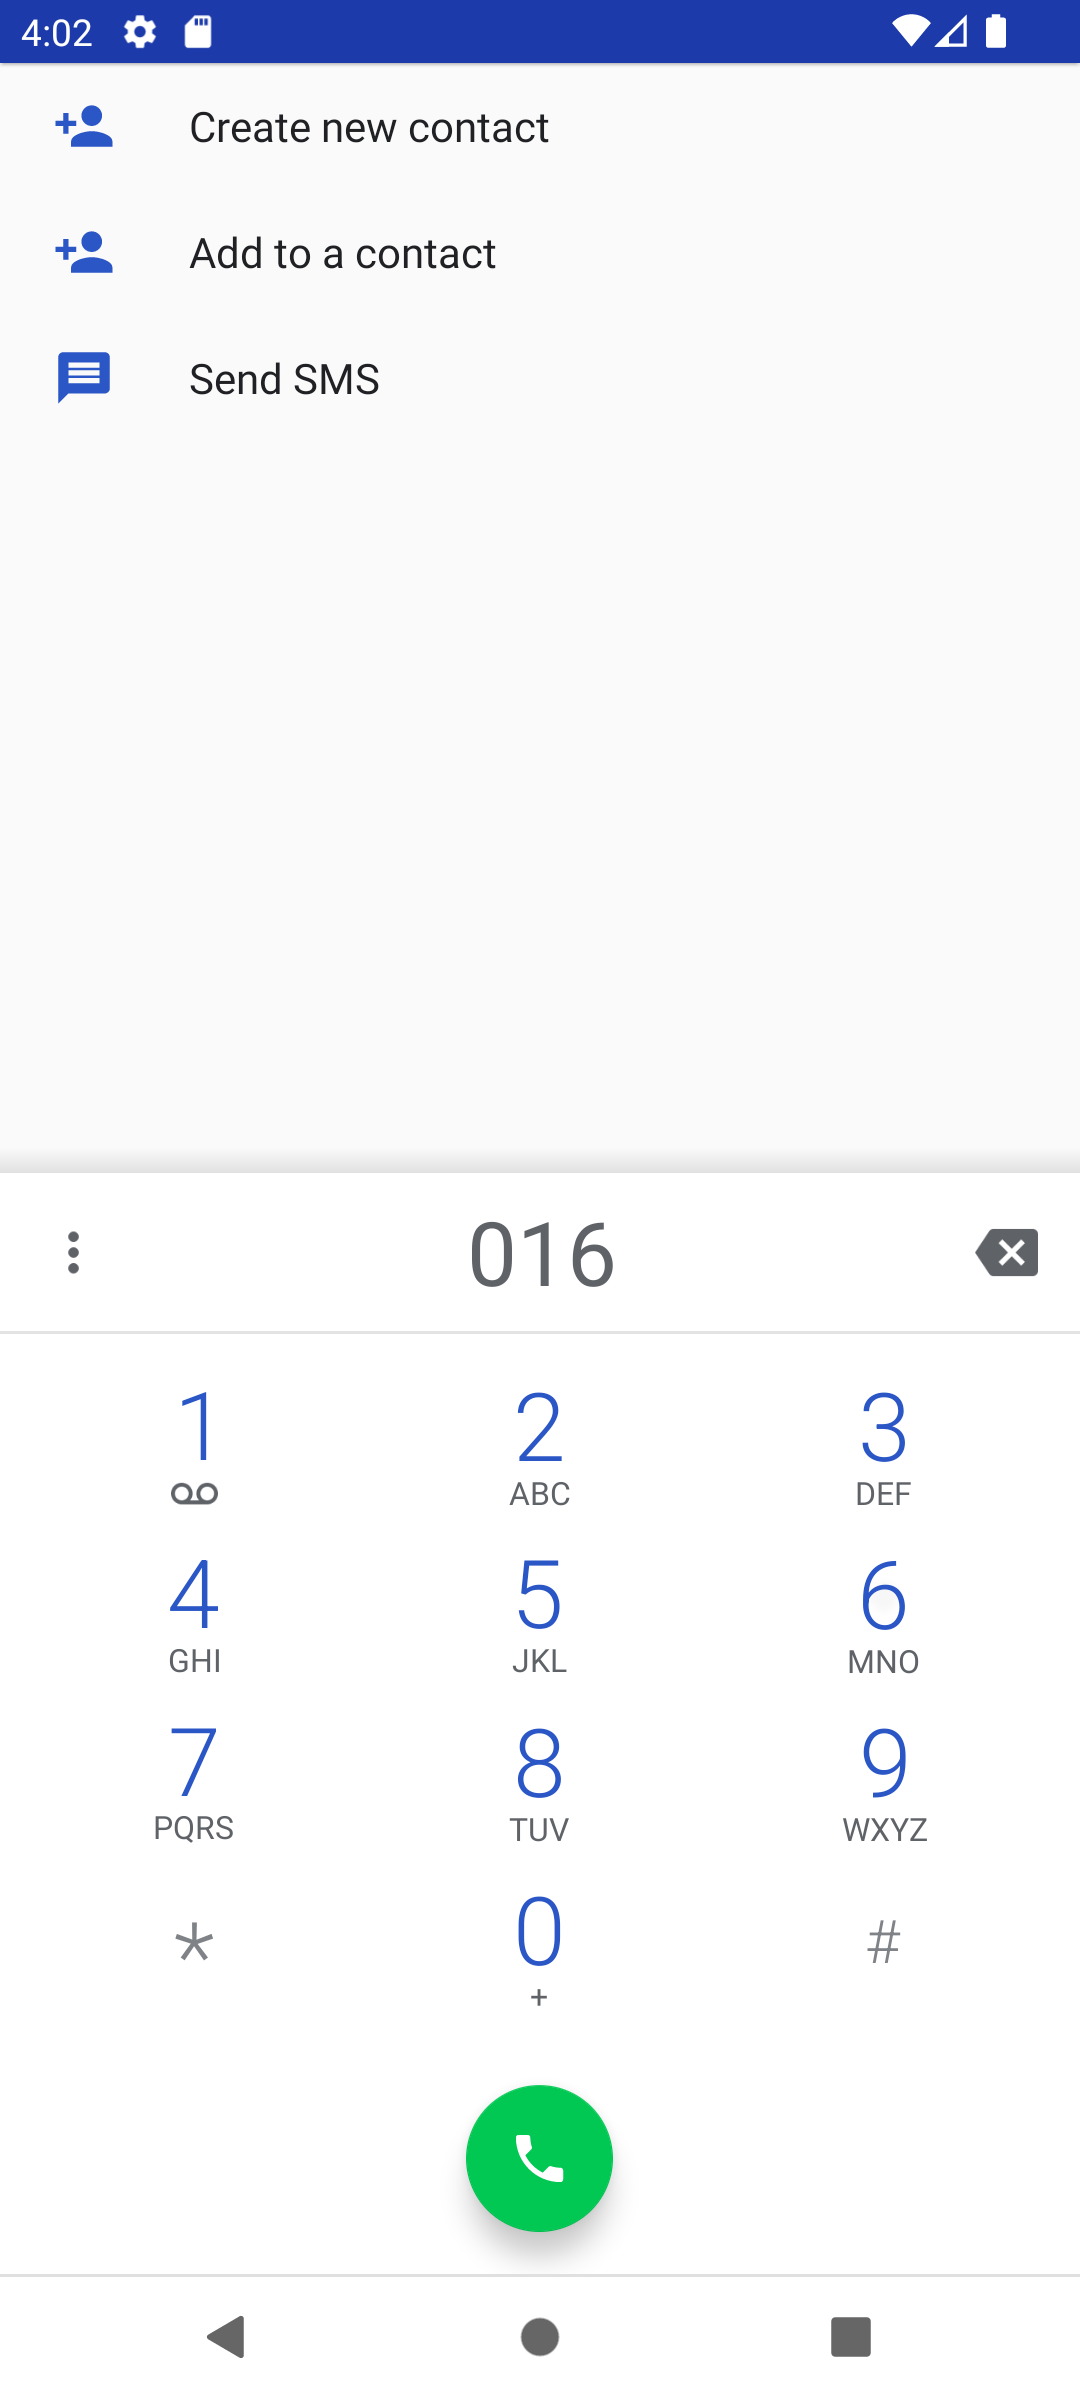 4:02
Create new contact
Add to a contact
Send SMS
016
1 2 3
ABC DEF
4 5 6
GHI JKL MNO
7 8 9
PQRS TUV WXYZ
* 0 #
+